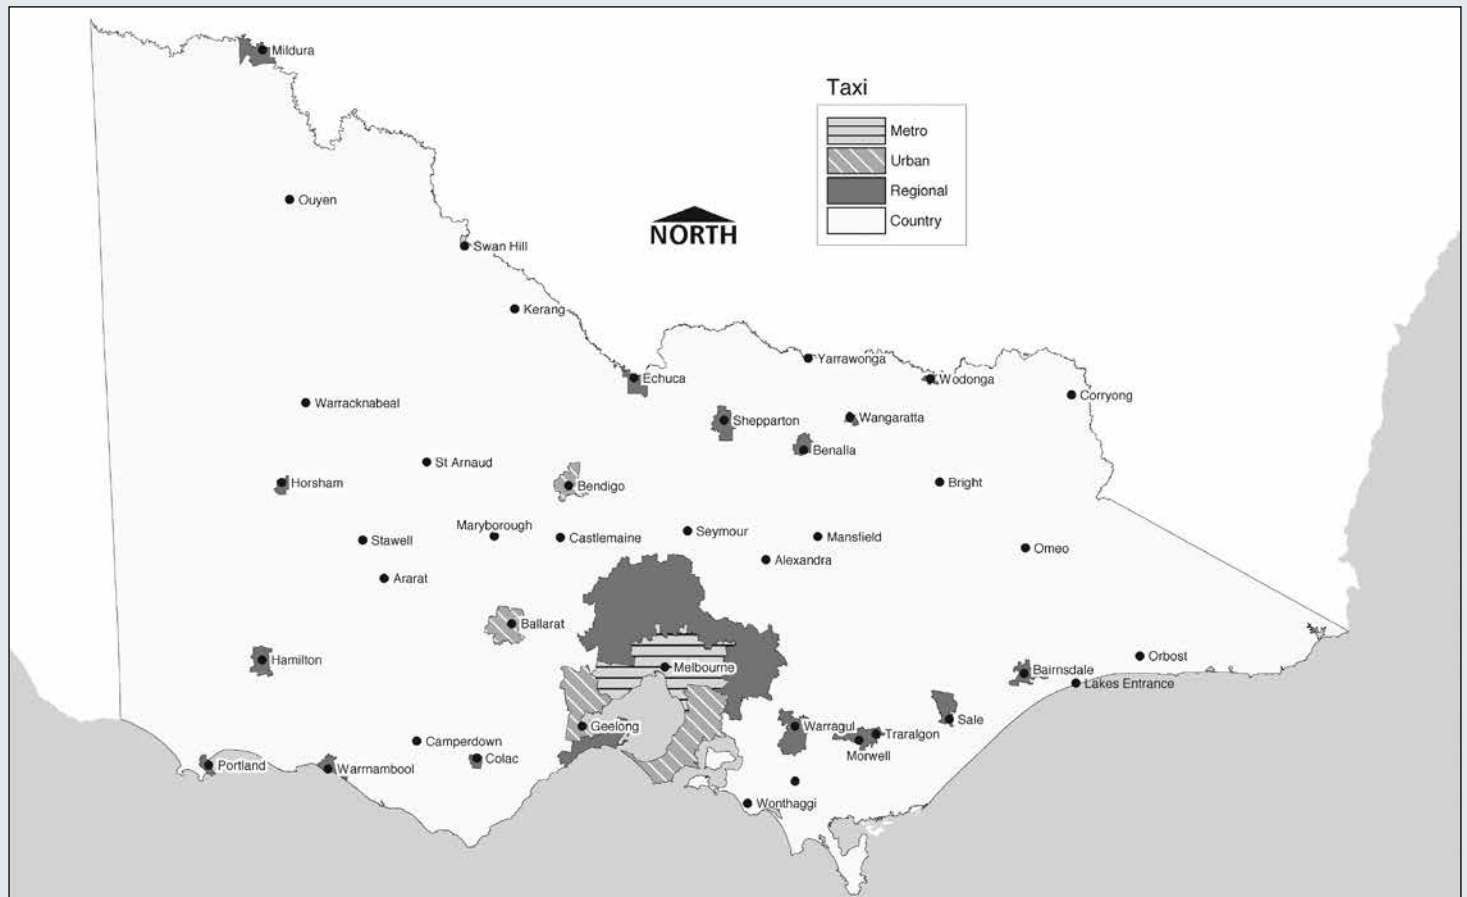 Mildura
Taxi
Metro
Urban
Regional
Country
Ouyen
NORTH
Swan Hill
Kerang
Yarrawonga
Echuca
Wodonga
Corryong
Warracknabeal
Shepparton
Wangaratta
Benalla
St Arnaud
Horsham
Bendigo
Bright
Maryborough
Stawell
Castlemaine
Seymour
Mansfield
Omeo
Alexandra
Ararat
Ballarat
Hamilton
Melbourne
Orbost
Bairnsdale
Lakes Entrance
Geelong
Warragul
Sale
Traralgon
Camperdown
Morwell
Colac
Portland
Warrnambool
Wonthaggi